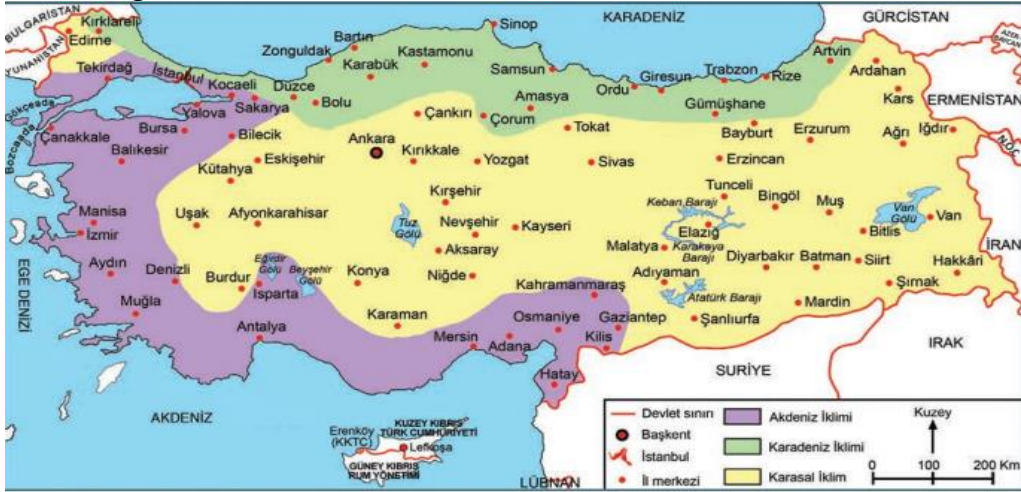 BULGARİSTAN
YUNANİSTAN
KARADENİZ
GÜRCİSTAN
ERMENİSTAN
İRAN
IRAK
SURİYE
LÜBNAN
AKDENİZ
EGE DENİZİ
Gökçeada
Bozcaada
Kırklareli
Edirne
Tekirdağ
İstanbul
Kocaeli
Yalova
Sakarya
Düzce
Bolu
Zonguldak
Bartın
Karabük
Kastamonu
Sinop
Samsun
Amasya
Çorum
Çankırı
Tokat
Ordu
Giresun
Trabzon
Rize
Artvin
Gümüşhane
Bayburt
Ardahan
Kars
Iğdır
Ağrı
Erzurum
Erzincan
Çanakkale
Bursa
Bilecik
Balıkesir
Kütahya
Eskişehir
Ankara
Kırıkkale
Yozgat
Sivas
Kırşehir
Nevşehir
Kayseri
Aksaray
Niğde
Tuz
Gölü
Tunceli
Bingöl
Muş
Keban Barajı
Elazığ
Karakaya
Barajı
Malatya
Van
Gölü
Van
Bitlis
Siirt
Hakkâri
Şırnak
Batman
Diyarbakır
Mardin
Adıyaman
Atatürk Barajı
Şanlıurfa
Manisa
İzmir
Uşak
Afyonkarahisar
Aydın
Denizli
Burdur
Eğirdir
Gölü
Beyşehir
Gölü
Isparta
Konya
Karaman
Muğla
Antalya
Mersin
Adana
Osmaniye
Kahramanmaraş
Gaziantep
Kilis
Hatay
Erenköy
(KKTC)
KUZEY KIBRIS
TÜRK CUMHURİYETİ
Lefkoşa
GÜNEY KIBRIS
RUM YÖNETİMİ
Devlet sınırı
Başkent
İstanbul
İl merkezi
Akdeniz İklimi
Karadeniz İklimi
Karasal İklim
Kuzey
0 100 200 Km